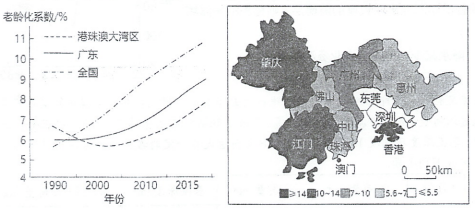 老龄化系数/%
11
10
9
8
7
6
5
4
港珠澳大湾区
广东
全国
1990 2000 2010 2015
年份
肇庆
广州
惠州
佛山
东莞
深圳
中山
江门
珠海
香港
澳门
0 50km
≥14 10~14 7~10 5.6~7 ≤5.5